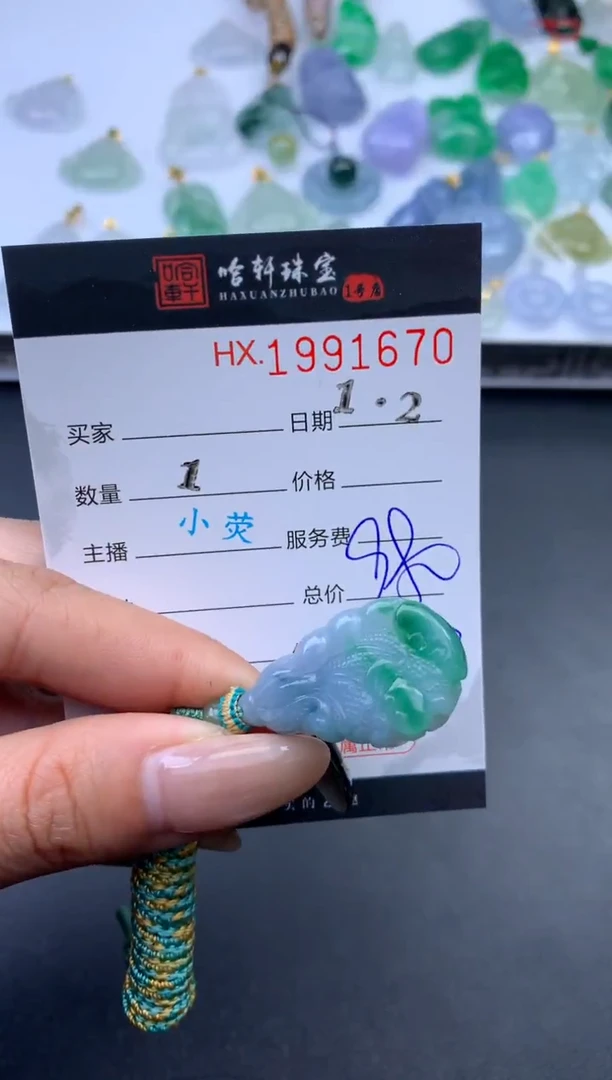 哈轩珠宝
HAXUANZHUBAO 1号店
HX.1991670
买家 日期 1·2
数量 1 价格
主播 小荧 服务费
总价